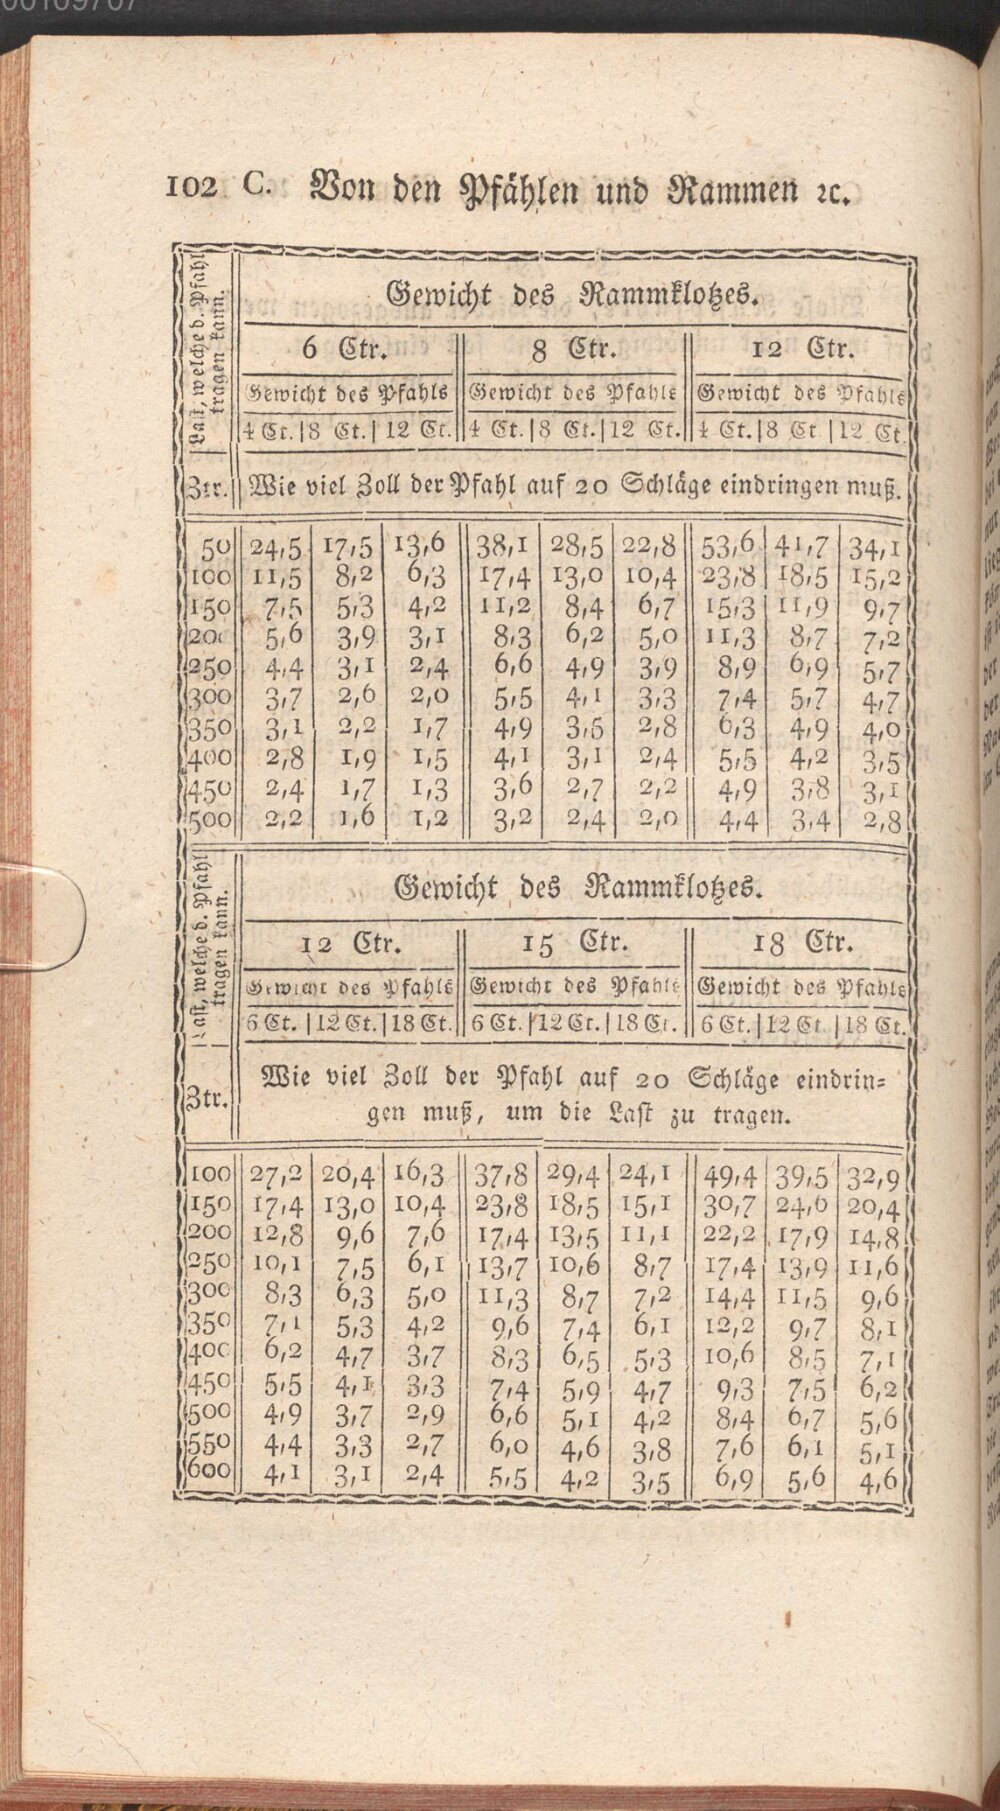 102 C. Von den Pfählen und Rammen ꝛc.
Last, welche d. Pfahl
tragen kann.
Gewicht des Rammklotzes.
6 Ctr. 8 Ctr. 12 Ctr.
Gewicht des Pfahls Gewicht des Pfahls Gewicht des Pfahls
4 Ct. 8 Ct. 12 Ct. 4 Ct. 8 Ct. 12 Ct. 4 Ct. 8 Ct 12 Ct.
Ztr. Wie viel Zoll der Pfahl auf 20 Schläge eindringen muß.
50 24,5 17,5 13,6 38,1 28,5 22,8 53,6 41,7 34,1
100 11,5 8,2 6,3 17,4 13,0 10,4 23,8 18,5 15,2
150 7,5 5,3 4,2 11,2 8,4 6,7 15,3 11,9 9,7
200 5,6 3,9 3,1 8,3 6,2 5,0 11,3 8,7 7,2
250 4,4 3,1 2,4 6,6 4,9 3,9 8,9 6,9 5,7
300 3,7 2,6 2,0 5,5 4,1 3,3 7,4 5,7 4,7
350 3,1 2,2 1,7 4,9 3,5 2,8 6,3 4,9 4,0
400 2,8 1,9 1,5 4,1 3,1 2,4 5,5 4,2 3,5
450 2,4 1,7 1,3 3,6 2,7 2,2 4,9 3,8 3,1
500 2,2 1,6 1,2 3,2 2,4 2,0 4,4 3,4 2,8
Last, welche d. Pfahl
tragen kann.
Gewicht des Rammklotzes.
12 Ctr. 15 Ctr. 18 Ctr.
Gewicht des Pfahls Gewicht des Pfahls Gewicht des Pfahls
6 Ct. 12 Ct. 18 Ct. 6 Ct. 12 Ct. 18 Ct. 6 Ct. 12 Ct 18 Ct.
Ztr. Wie viel Zoll der Pfahl auf 20 Schläge eindrin=
gen muß, um die Last zu tragen.
100 27,2 20,4 16,3 37,8 29,4 24,1 49,4 39,5 32,9
150 17,4 13,0 10,4 23,8 18,5 15,1 30,7 24,6 20,4
200 12,8 9,6 7,6 17,4 13,5 11,1 22,2 17,9 14,8
250 10,1 7,5 6,1 13,7 10,6 8,7 17,4 13,9 11,6
300 8,3 6,3 5,0 11,3 8,7 7,2 14,4 11,5 9,6
350 7,1 5,3 4,2 9,6 7,4 6,1 12,2 9,7 8,1
400 6,2 4,7 3,7 8,3 6,5 5,3 10,6 8,5 7,1
450 5,5 4,1 3,3 7,4 5,9 4,7 9,3 7,5 6,2
500 4,9 3,7 2,9 6,6 5,1 4,2 8,4 6,7 5,6
550 4,4 3,3 2,7 6,0 4,6 3,8 7,6 6,1 5,1
600 4,1 3,1 2,4 5,5 4,2 3,5 6,9 5,6 4,6